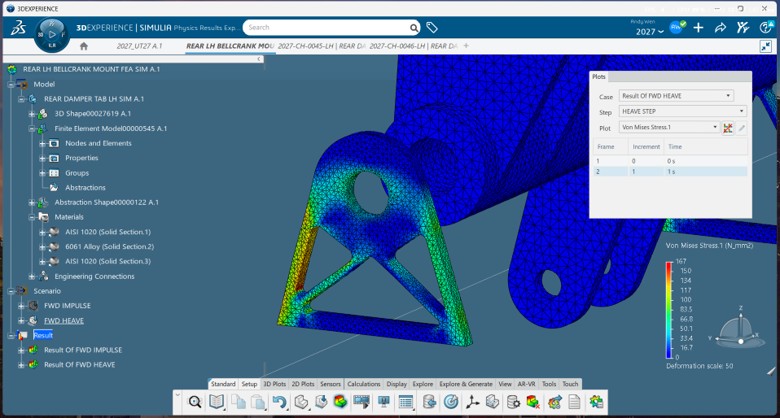 3DEXPERIENCE
3DEXPERIENCE | SIMULIA Physics Results Exp...
Search
2027
2027_UT27 A.1
REAR LH BELLCRANK MOU
2027-CH-0045-LH | REAR DA
2027-CH-0046-LH | REAR DA
REAR LH BELLCRANK MOUNT FEA SIM A.1
Model
REAR DAMPER TAB LH SIM A.1
3D Shape00027619 A.1
Finite Element Model00000545 A.1
Nodes and Elements
Properties
Groups
Abstractions
Abstraction Shape00000122 A.1
Materials
AISI 1020 (Solid Section.1)
6061 Alloy (Solid Section.2)
AISI 1020 (Solid Section.3)
Engineering Connections
Scenario
FWD IMPULSE
FWD HEAVE
Result
Result Of FWD IMPULSE
Result Of FWD HEAVE
Plots
Case Result Of FWD HEAVE
Step HEAVE STEP
Plot Von Mises Stress.1
Frame Increment Time
1 0 0 s
2 1 1 s
Von Mises Stress.1 (N_mm2)
167
150
134
117
100
83.5
66.8
50.1
33.4
16.7
0
Deformation scale: 50
Z
Y
X
Standard Setup 3D Plots 2D Plots Sensors Calculations Display Explore Explore & Generate View AR-VR Tools Touch